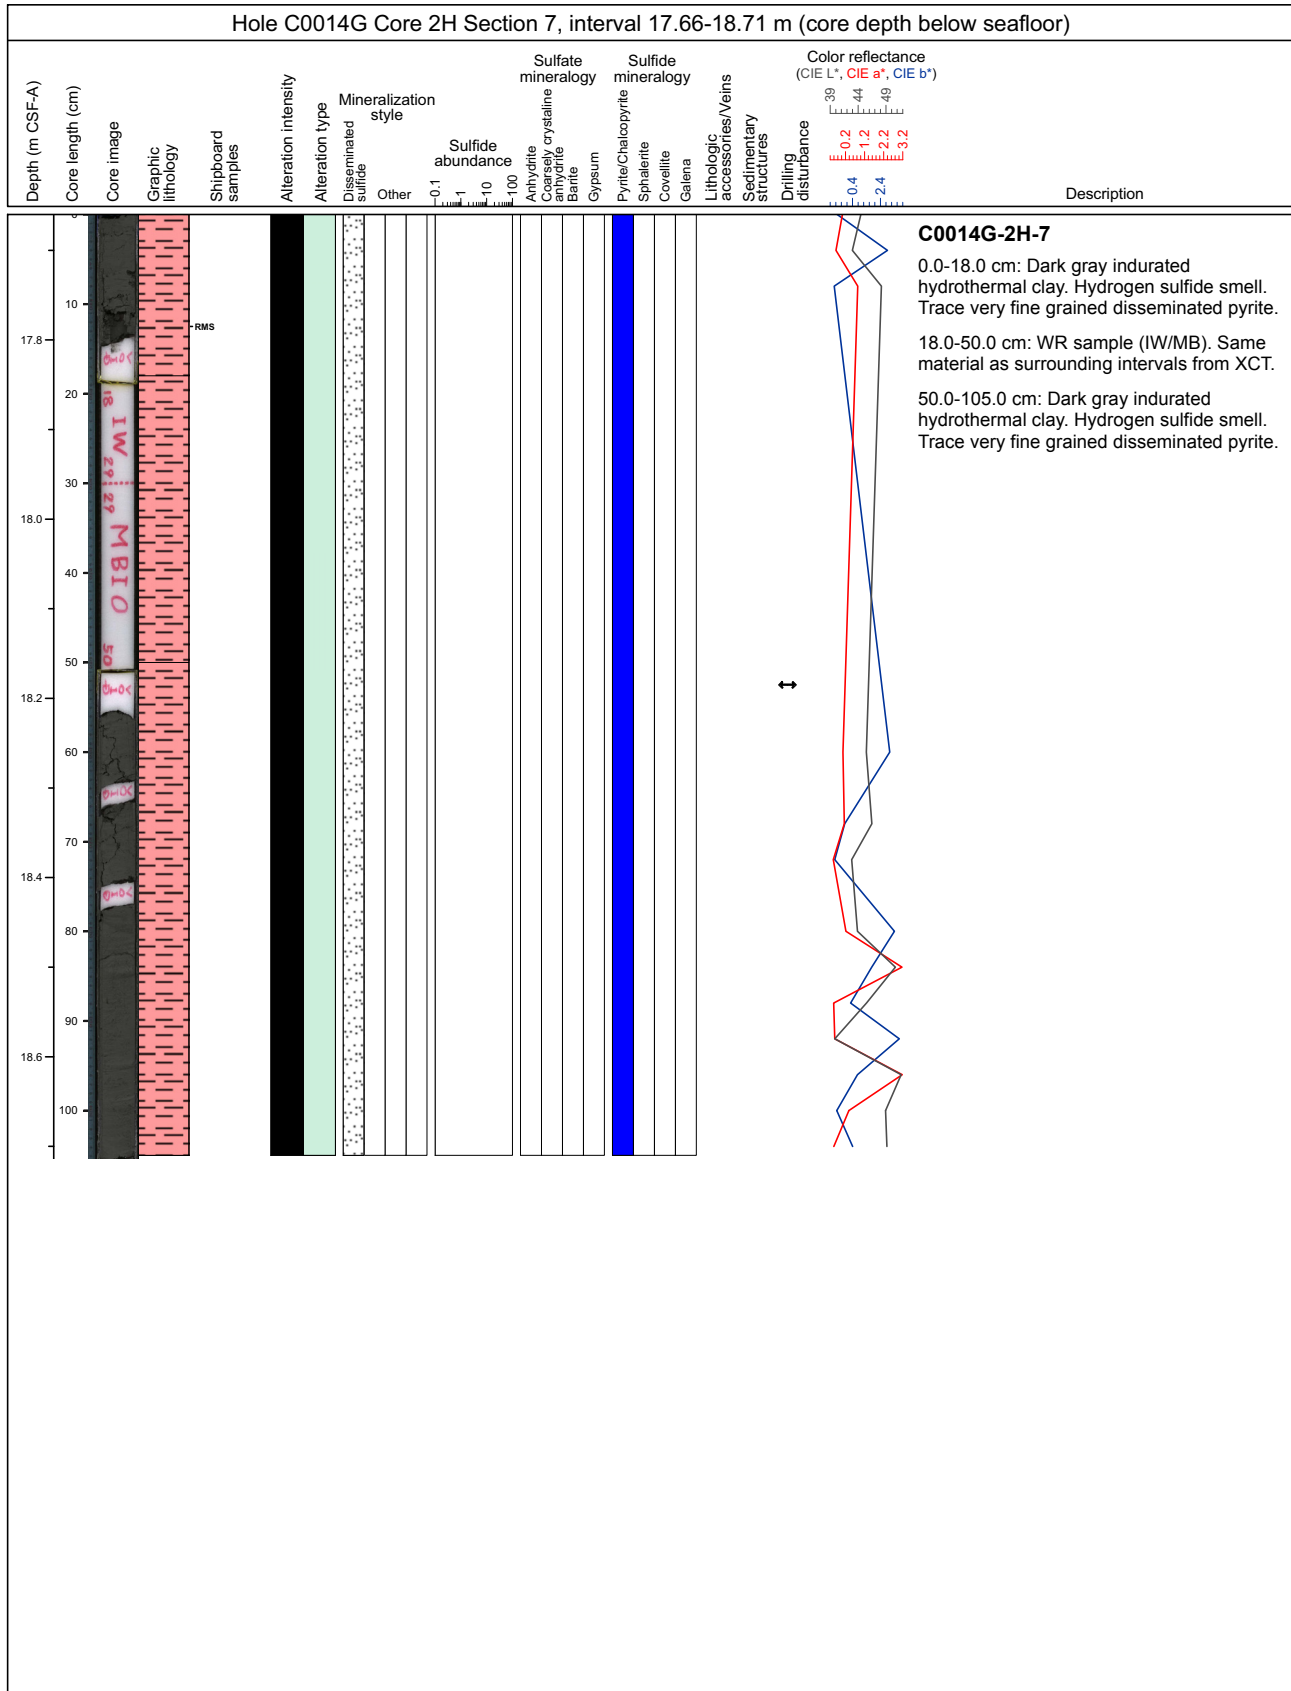 Hole C0014G Core 2H Section 7, interval 17.66-18.71 m (core depth below seafloor)
Depth (m CSF-A)
Core length (cm)
Core image
Graphic
lithology
Shipboard
samples
Alteration intensity
Alteration type
Mineralization
style
Disseminated
sulfide
Other
Sulfide
abundance
0.1
1
10
100
Sulfate
mineralogy
Anhydrite
Coarsely crystaline
anhydrite
Barite
Gypsum
Sulfide
mineralogy
Pyrite/Chalcopyrite
Sphalerite
Covellite
Galena
Lithologic
accessories/Veins
Sedimentary
structures
Drilling
disturbance
Color reflectance
(CIE L*, CIE a*, CIE b*)
39
44
49
0.2
1.2
2.2
3.2
0.4
2.4
Description
0
10
20
30
40
50
60
70
80
90
100
17.8
18.0
18.2
18.4
18.6
RMS
VOID
18 IW 29
29 MBIO 50
VOID
VOID
VOID
C0014G-2H-7
0.0-18.0 cm: Dark gray indurated
hydrothermal clay. Hydrogen sulfide smell.
Trace very fine grained disseminated pyrite.
18.0-50.0 cm: WR sample (IW/MB). Same
material as surrounding intervals from XCT.
50.0-105.0 cm: Dark gray indurated
hydrothermal clay. Hydrogen sulfide smell.
Trace very fine grained disseminated pyrite.